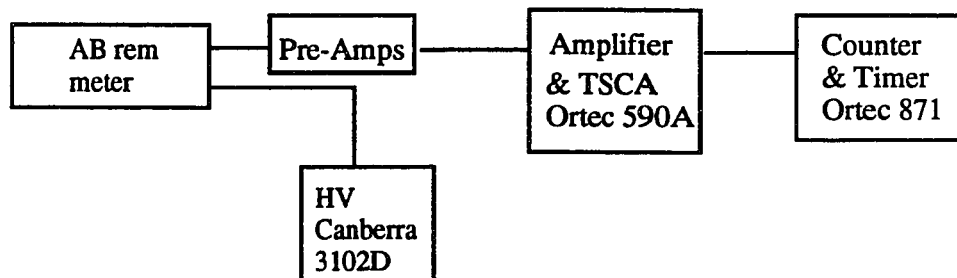 AB rem
meter
Pre-Amps
Amplifier
& TSCA
Ortec 590A
Counter
& Timer
Ortec 871
HV
Canberra
3102D